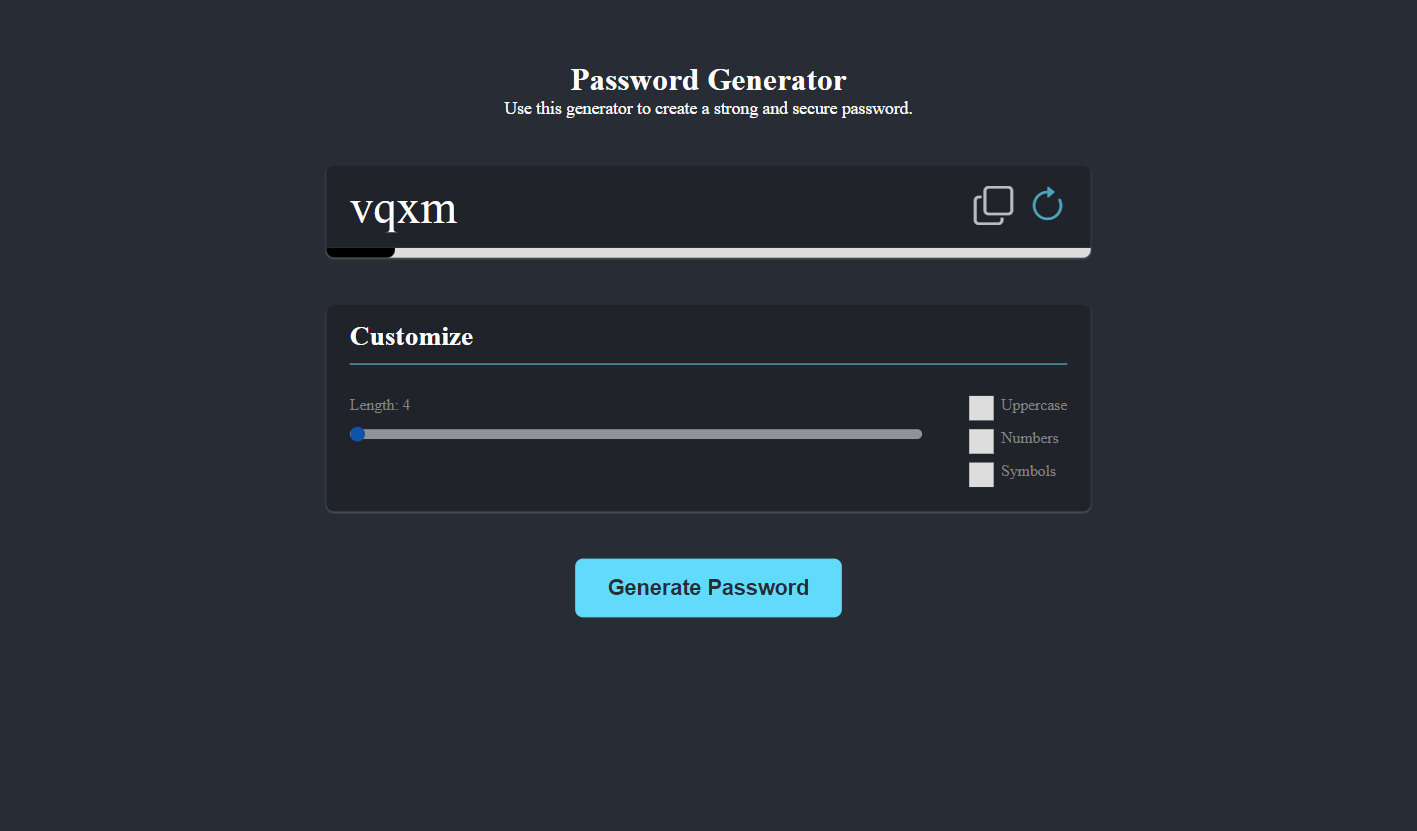 Password Generator
Use this generator to create a strong and secure password.
vqxm
Customize
Length: 4
Uppercase
Numbers
Symbols
Generate Password